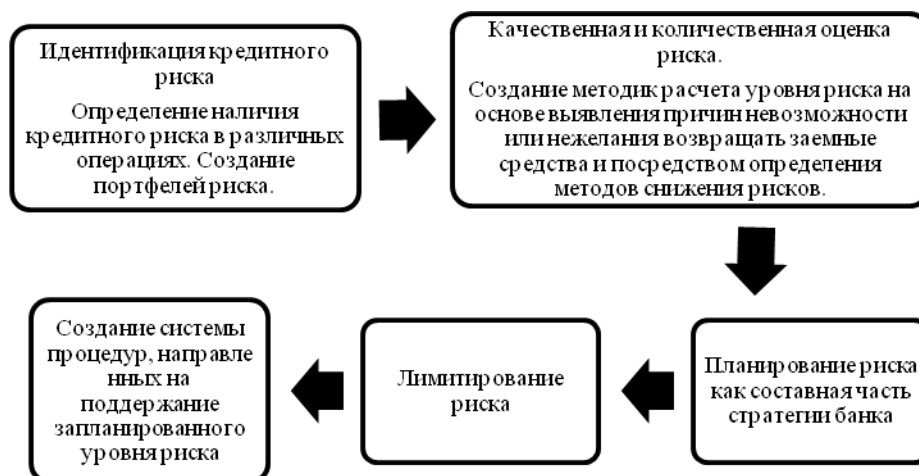 Идентификация кредитного
риска
Определение наличия
кредитного риска в различных
операциях. Создание
портфелей риска.
Качественная и количественная оценка
риска.
Создание методик расчета уровня риска на
основе выявления причин невозможности
или нежелания возвращать заемные
средства и посредством определения
методов снижения рисков.
Планирование риска
как составная часть
стратегии банка
Лимитирование
риска
Создание системы
процедур, направле
нных на
поддержание
запланированного
уровня риска